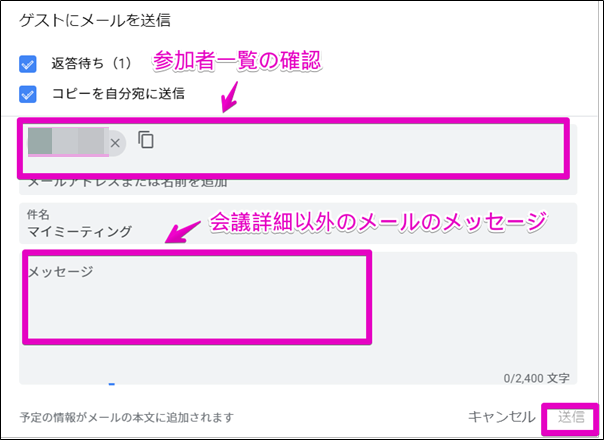 ゲストにメールを送信
返答待ち（1）
参加者一覧の確認
コピーを自分宛に送信
メールアドレスまたは名前を追加
会議詳細以外のメールのメッセージ
件名
マイミーティング
メッセージ
0/2,400 文字
予定の情報がメールの本文に追加されます
キャンセル
送信